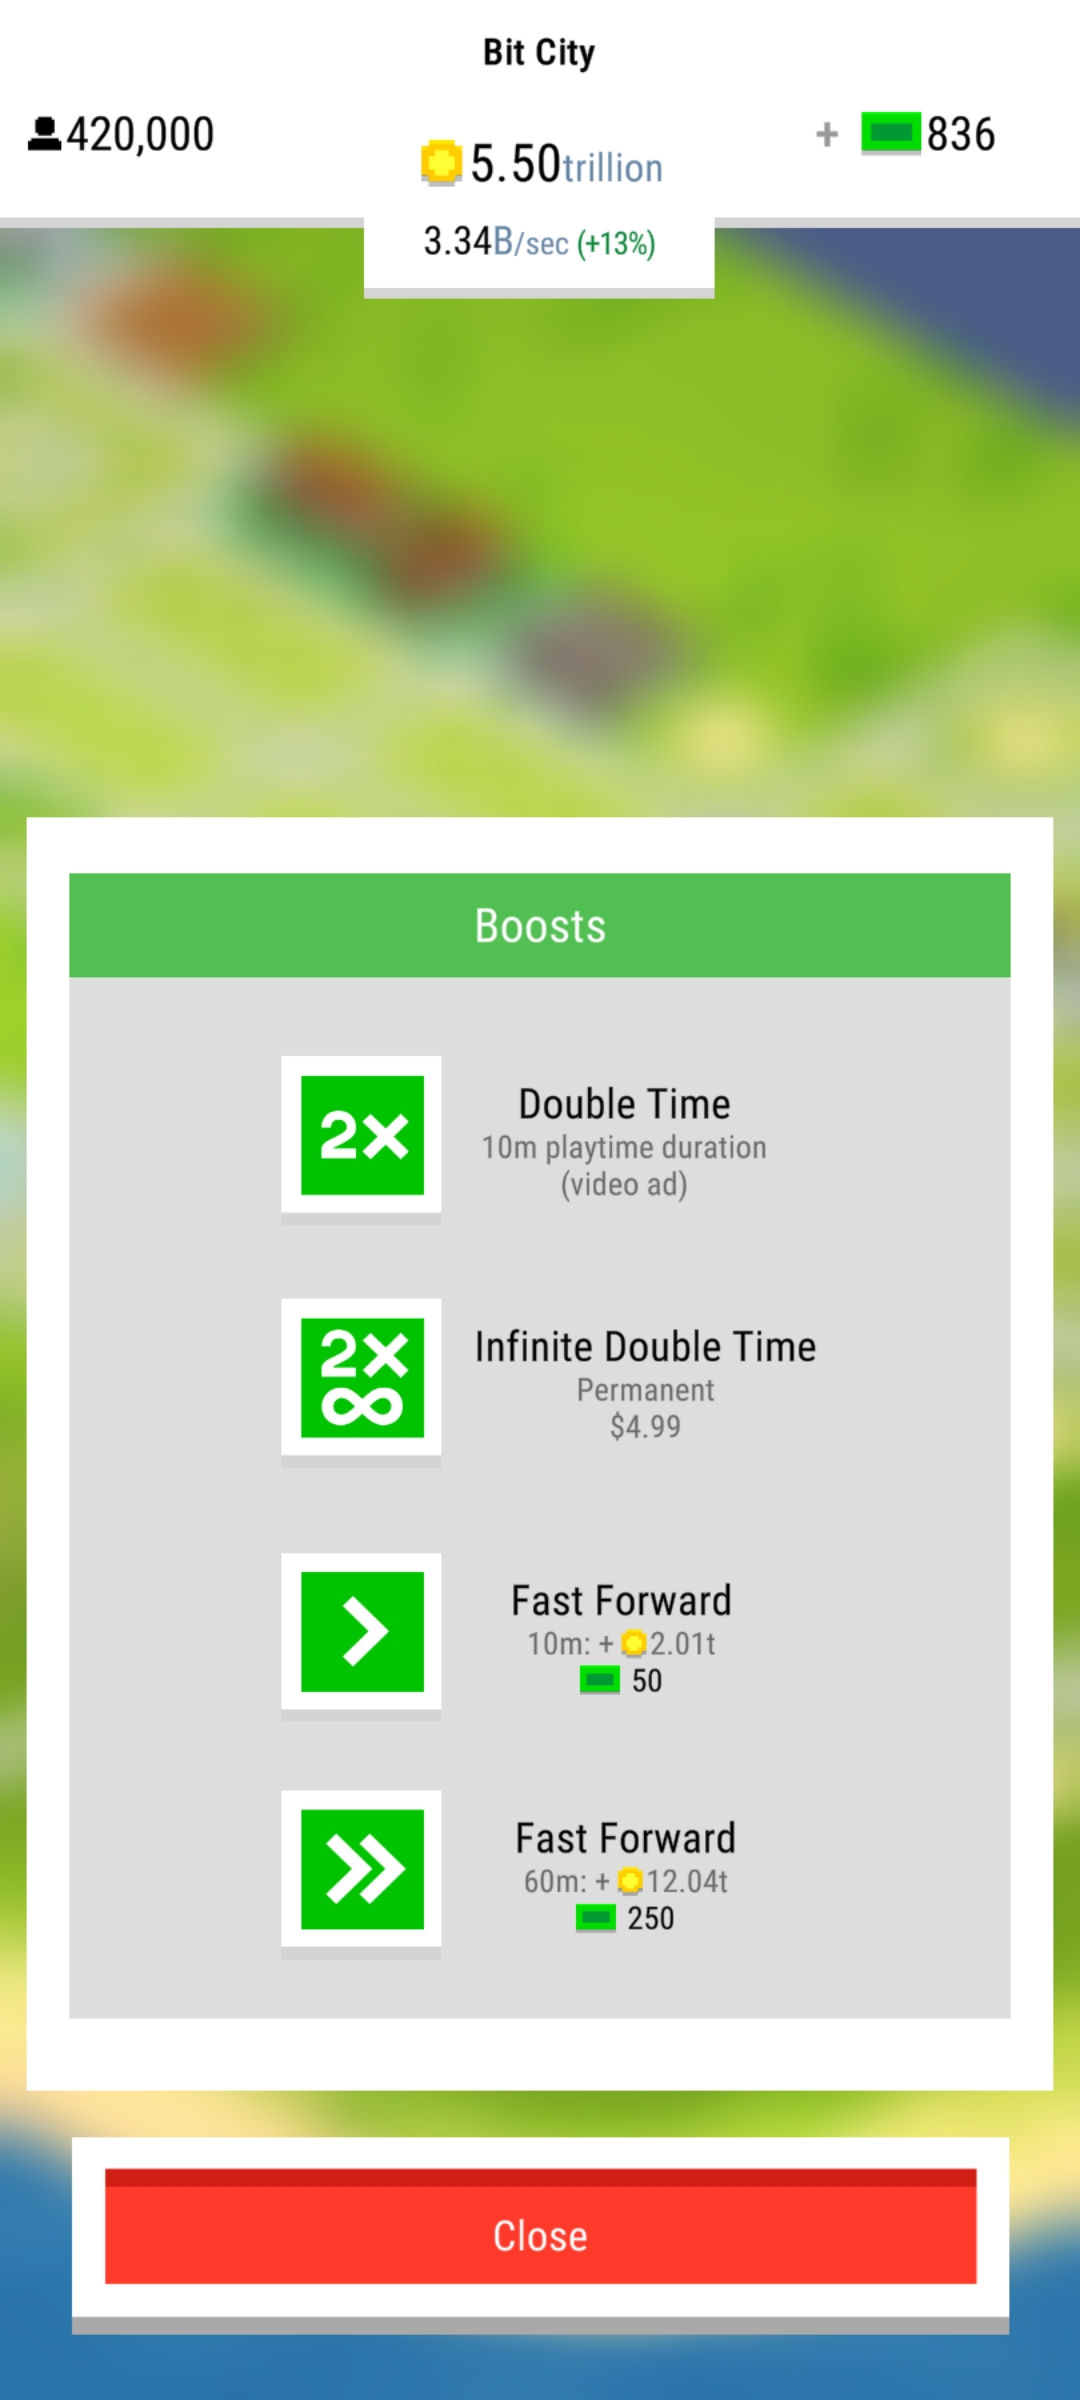 Bit City
420,000
5.50trillion
+ 836
3.34B/sec (+13%)
Boosts
2×
Double Time
10m playtime duration
(video ad)
2×
∞
Infinite Double Time
Permanent
$4.99
Fast Forward
10m: + 2.01t
50
Fast Forward
60m: + 12.04t
250
Close